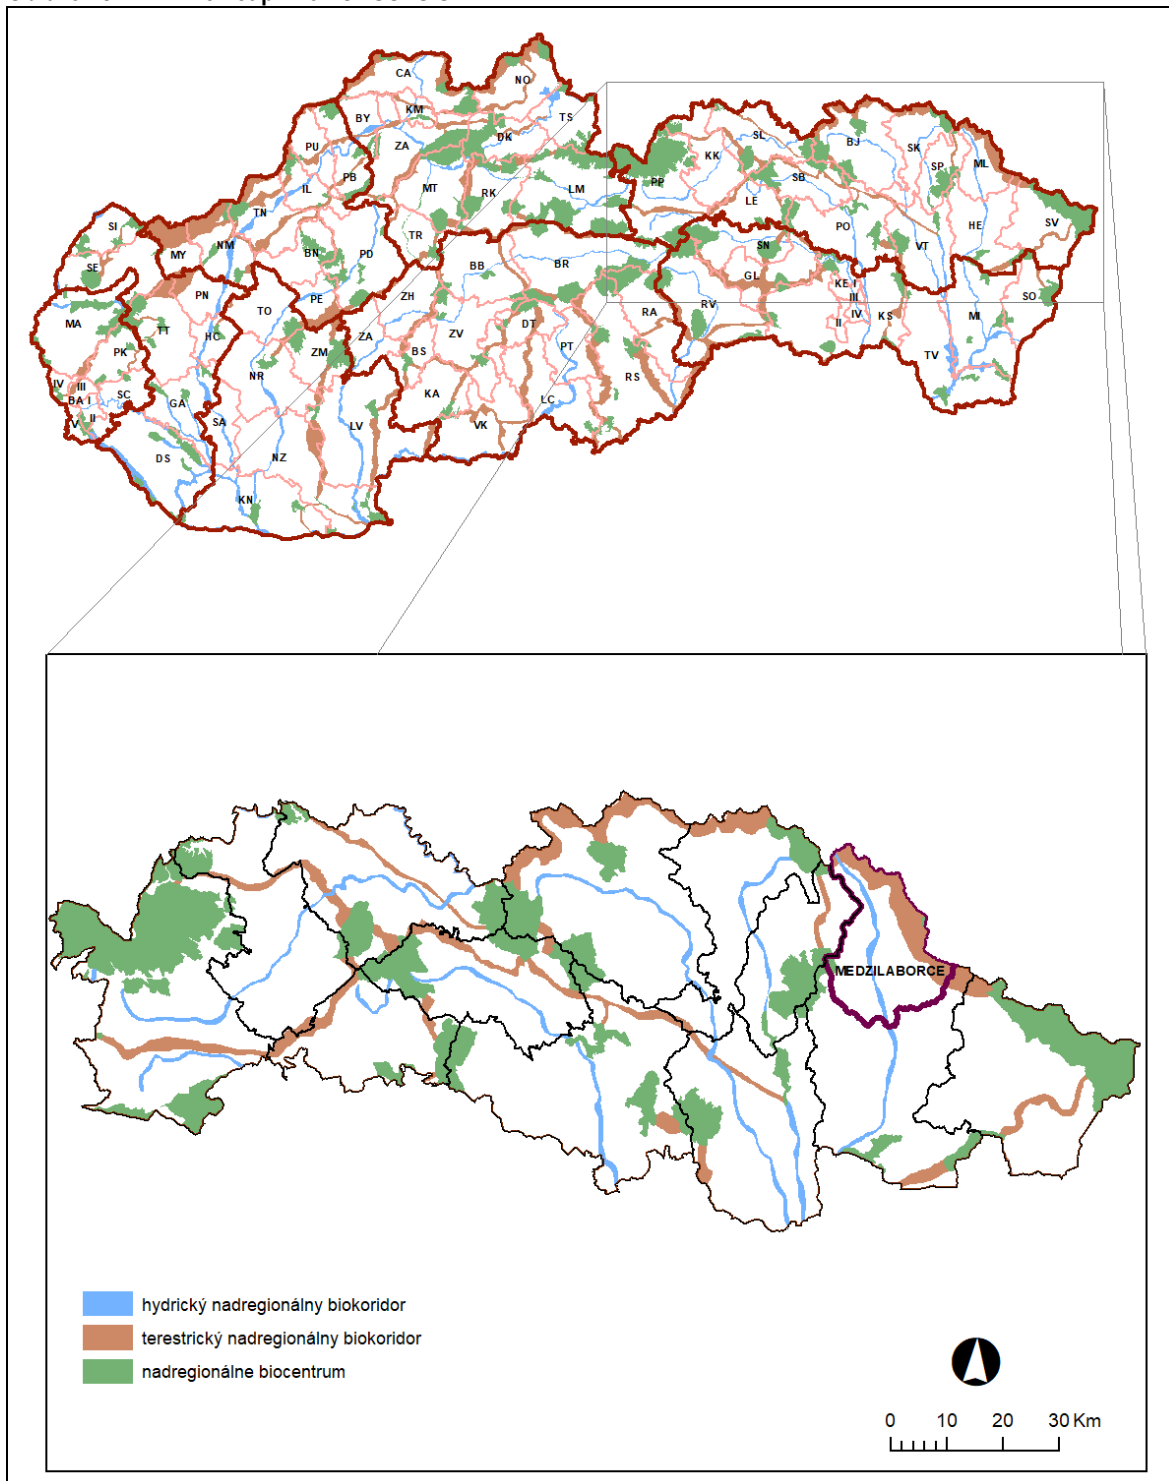 CA
NO
KM
BY
TS
DK
ZA
PU
SL
BJ
SK
SP
ML
KK
PB
IL
MT
RK
LM
PP
SB
LE
TN
SI
NM
MY
TR
PO
VT
HE
SV
SE
BN
PD
BB
BR
SN
GL
KE I
III
IV
II
KS
MI
SO
PN
PE
ZH
TO
MA
TT
HC
ZA
ZV
DT
RA
RV
PT
TV
PK
ZM
BS
RS
NR
IV
III
BA I
II
V
SC
GA
KA
LC
SA
LV
VK
DS
NZ
KN
MEDZILABORCE
hydrický nadregionálny biokoridor
terestrický nadregionálny biokoridor
nadregionálne biocentrum
0 10 20 30 Km